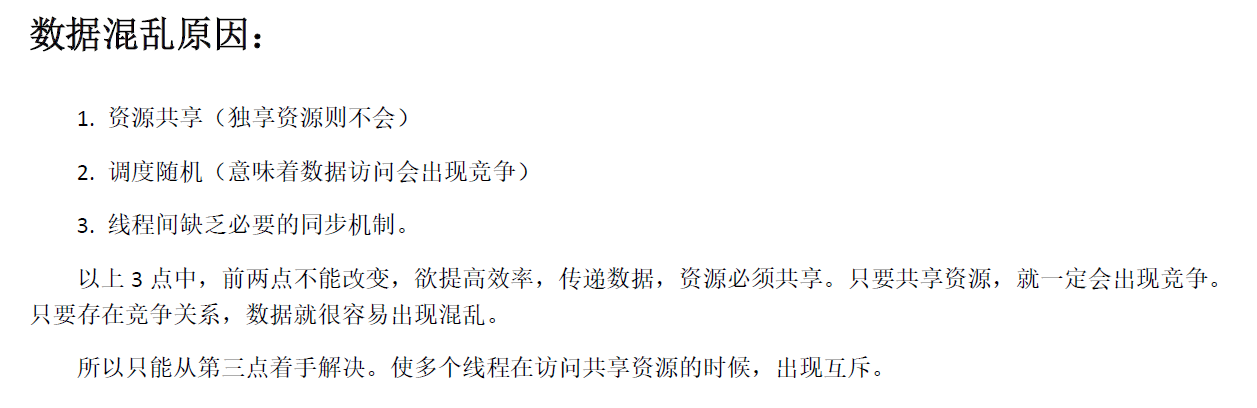 数据混乱原因：
1. 资源共享（独享资源则不会）
2. 调度随机（意味着数据访问会出现竞争）
3. 线程间缺乏必要的同步机制。
以上 3 点中，前两点不能改变，欲提高效率，传递数据，资源必须共享。只要共享资源，就一定会出现竞争。
只要存在竞争关系，数据就很容易出现混乱。
所以只能从第三点着手解决。使多个线程在访问共享资源的时候，出现互斥。